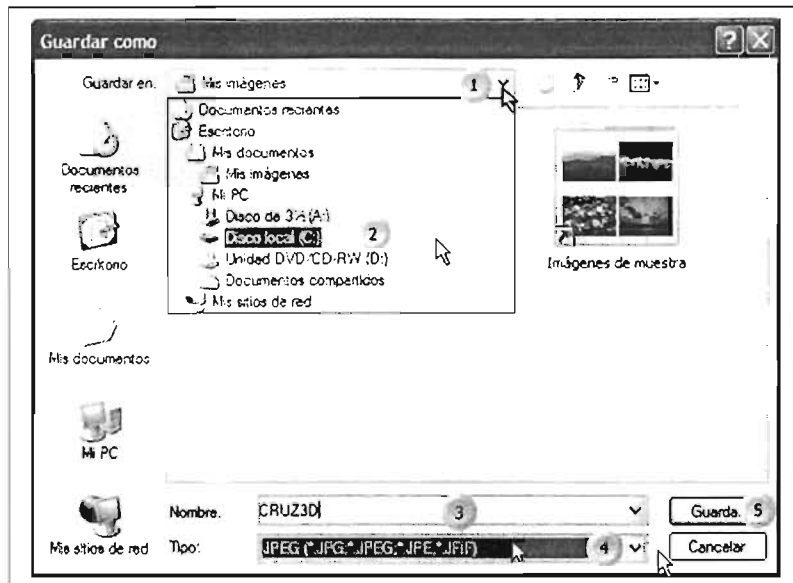 Guardar como
Guardar en:
Mis imágenes
1
Documentos recientes
Escritorio
Mis documentos
Mis imágenes
Mi PC
Disco de 3½ (A:)
Disco local (C:)
2
Unidad DVD/CD-RW (D:)
Documentos compartidos
Mis sitios de red
Documentos
recientes
Escritorio
Mis documentos
Mi PC
Mis sitios de red
Imágenes de muestra
Nombre:
CRUZ3D
3
Guarda.
5
Tipo:
JPEG (*.JPG;*.JPEG;*.JPE;*.JFIF)
4
Cancelar